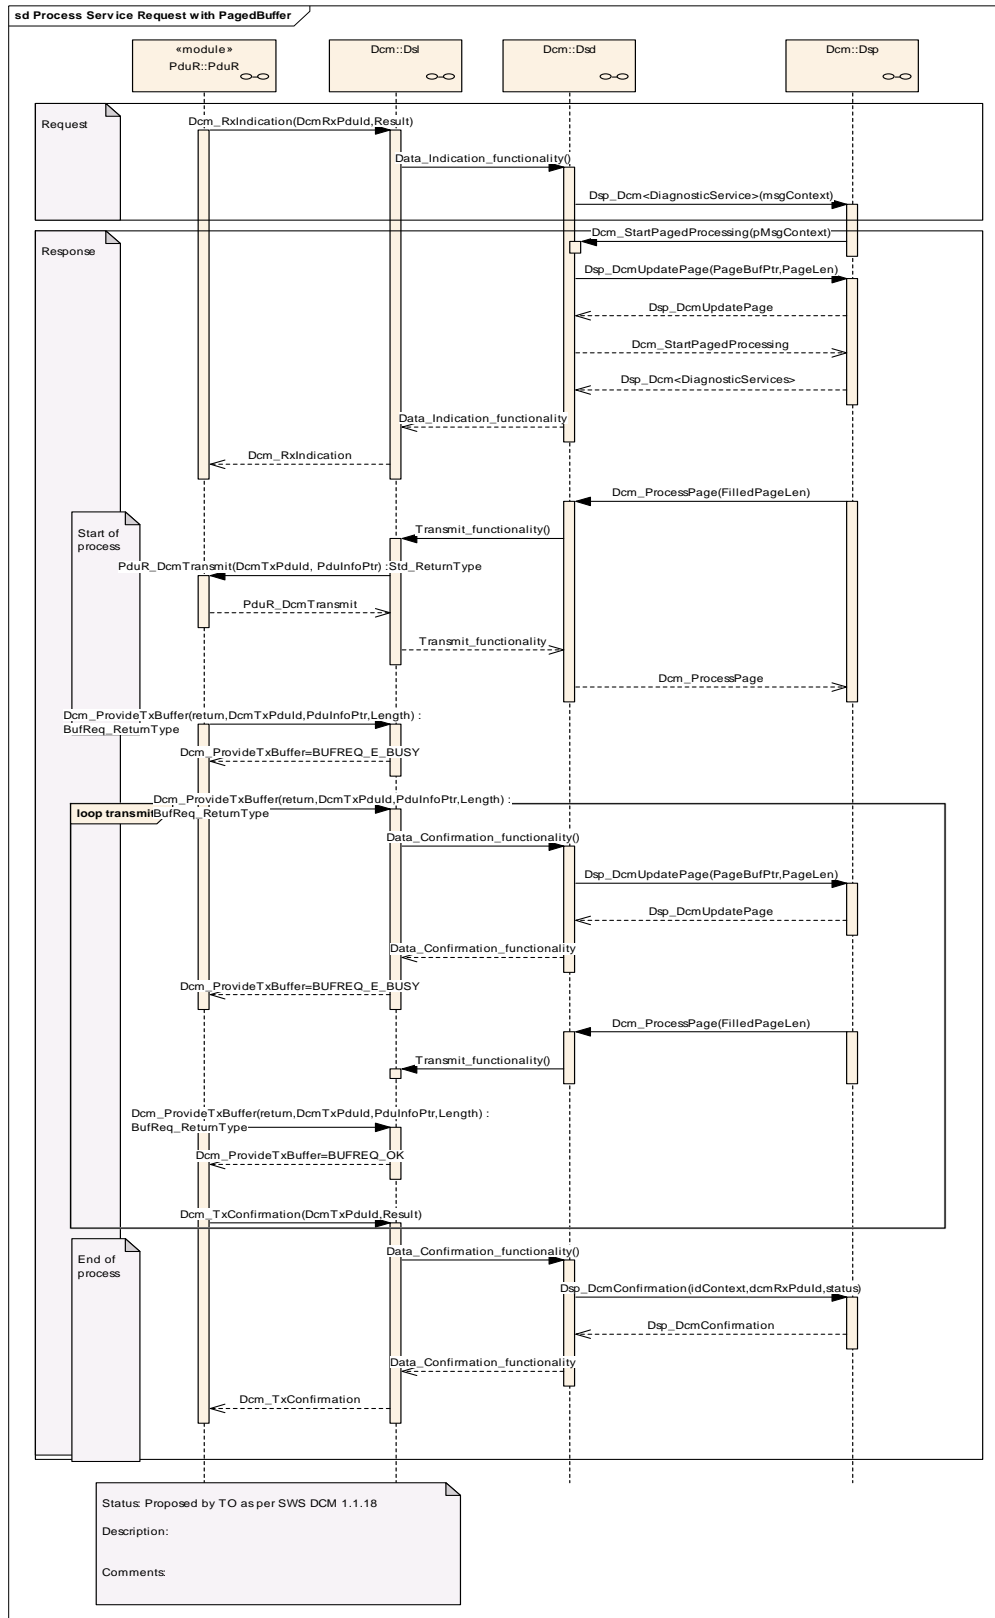 sd Process Service Request with PagedBuffer
«module»
PduR::PduR
Dcm::Dsl
Dcm::Dsd
Dcm::Dsp
Request
Dcm_RxIndication(DcmRxPduId,Result)
Data_Indication_functionality()
Dsp_Dcm<DiagnosticService>(msgContext)
Response
Dcm_StartPagedProcessing(pMsgContext)
Dsp_DcmUpdatePage(PageBufPtr,PageLen)
Dsp_DcmUpdatePage
Dcm_StartPagedProcessing
Dsp_Dcm<DiagnosticServices>
Data_Indication_functionality
Dcm_RxIndication
Dcm_ProcessPage(FilledPageLen)
Start of
process
Transmit_functionality()
PduR_DcmTransmit(DcmTxPduId, PduInfoPtr) :Std_ReturnType
PduR_DcmTransmit
Transmit_functionality
Dcm_ProcessPage
Dcm_ProvideTxBuffer(return,DcmTxPduId,PduInfoPtr,Length) :
BufReq_ReturnType
Dcm_ProvideTxBuffer=BUFREQ_E_BUSY
Dcm_ProvideTxBuffer(return,DcmTxPduId,PduInfoPtr,Length) :
loop transmit
BufReq_ReturnType
Data_Confirmation_functionality()
Dsp_DcmUpdatePage(PageBufPtr,PageLen)
Dsp_DcmUpdatePage
Data_Confirmation_functionality
Dcm_ProvideTxBuffer=BUFREQ_E_BUSY
Dcm_ProcessPage(FilledPageLen)
Transmit_functionality()
Dcm_ProvideTxBuffer(return,DcmTxPduId,PduInfoPtr,Length) :
BufReq_ReturnType
Dcm_ProvideTxBuffer=BUFREQ_OK
Dcm_TxConfirmation(DcmTxPduId,Result)
End of
process
Data_Confirmation_functionality()
Dsp_DcmConfirmation(idContext,dcmRxPduId,status)
Dsp_DcmConfirmation
Data_Confirmation_functionality
Dcm_TxConfirmation
Status: Proposed by TO as per SWS DCM 1.1.18
Description:
Comments: